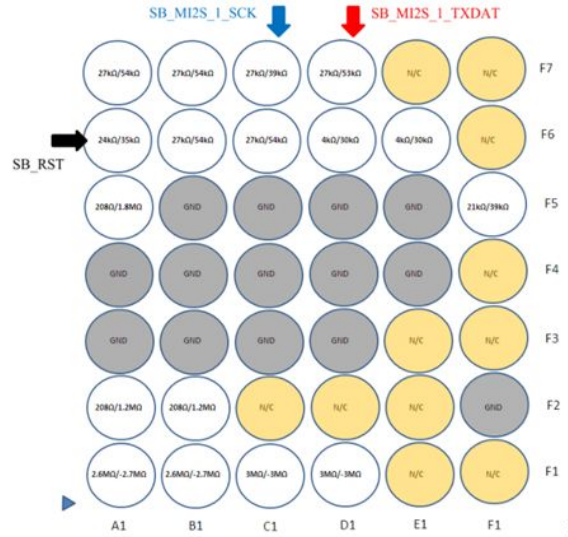 SB_MI2S_1_SCK SB_MI2S_1_TXDAT
27kΩ/54kΩ 27kΩ/54kΩ 27kΩ/39kΩ 27kΩ/53kΩ N/C N/C F7
24kΩ/35kΩ 27kΩ/54kΩ 27kΩ/54kΩ 4kΩ/30kΩ 4kΩ/30kΩ N/C F6
SB_RST
208Ω/1.8MΩ GND GND GND GND 21kΩ/39kΩ F5
GND GND GND GND GND N/C F4
GND GND GND GND N/C N/C F3
208Ω/1.2MΩ 208Ω/1.2MΩ N/C N/C N/C GND F2
2.6MΩ/-2.7MΩ 2.6MΩ/-2.7MΩ 3MΩ/-3MΩ 3MΩ/-3MΩ N/C N/C F1
A1 B1 C1 D1 E1 F1